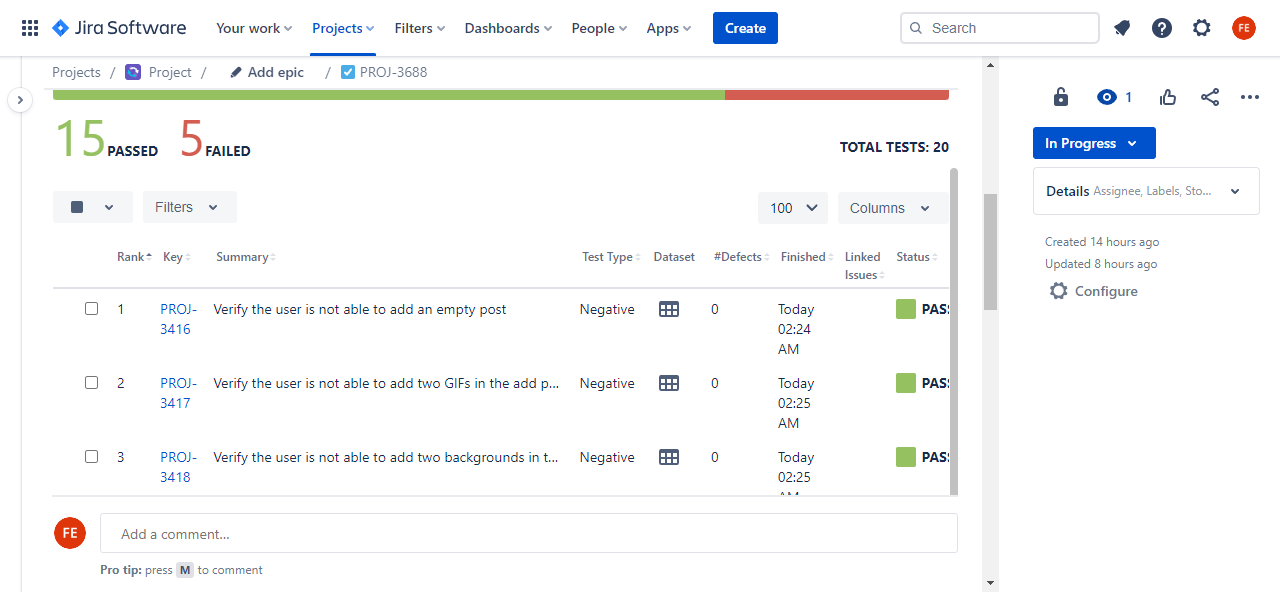 Jira Software Your work Projects Filters Dashboards People Apps Create Search FE
Projects / Project / Add epic / PROJ-3688
1
15 PASSED 5 FAILED TOTAL TESTS: 20
In Progress
Details Assignee, Labels, Sto...
Filters 100 Columns
Created 14 hours ago
Updated 8 hours ago
Configure
Rank Key Summary Test Type Dataset #Defects Finished Linked Issues Status
1 PROJ-3416 Verify the user is not able to add an empty post Negative 0 Today 02:24 AM PASS
2 PROJ-3417 Verify the user is not able to add two GIFs in the add p... Negative 0 Today 02:25 AM PASS
3 PROJ-3418 Verify the user is not able to add two backgrounds in t... Negative 0 Today 02:25 AM PASS
FE Add a comment...
Pro tip: press M to comment